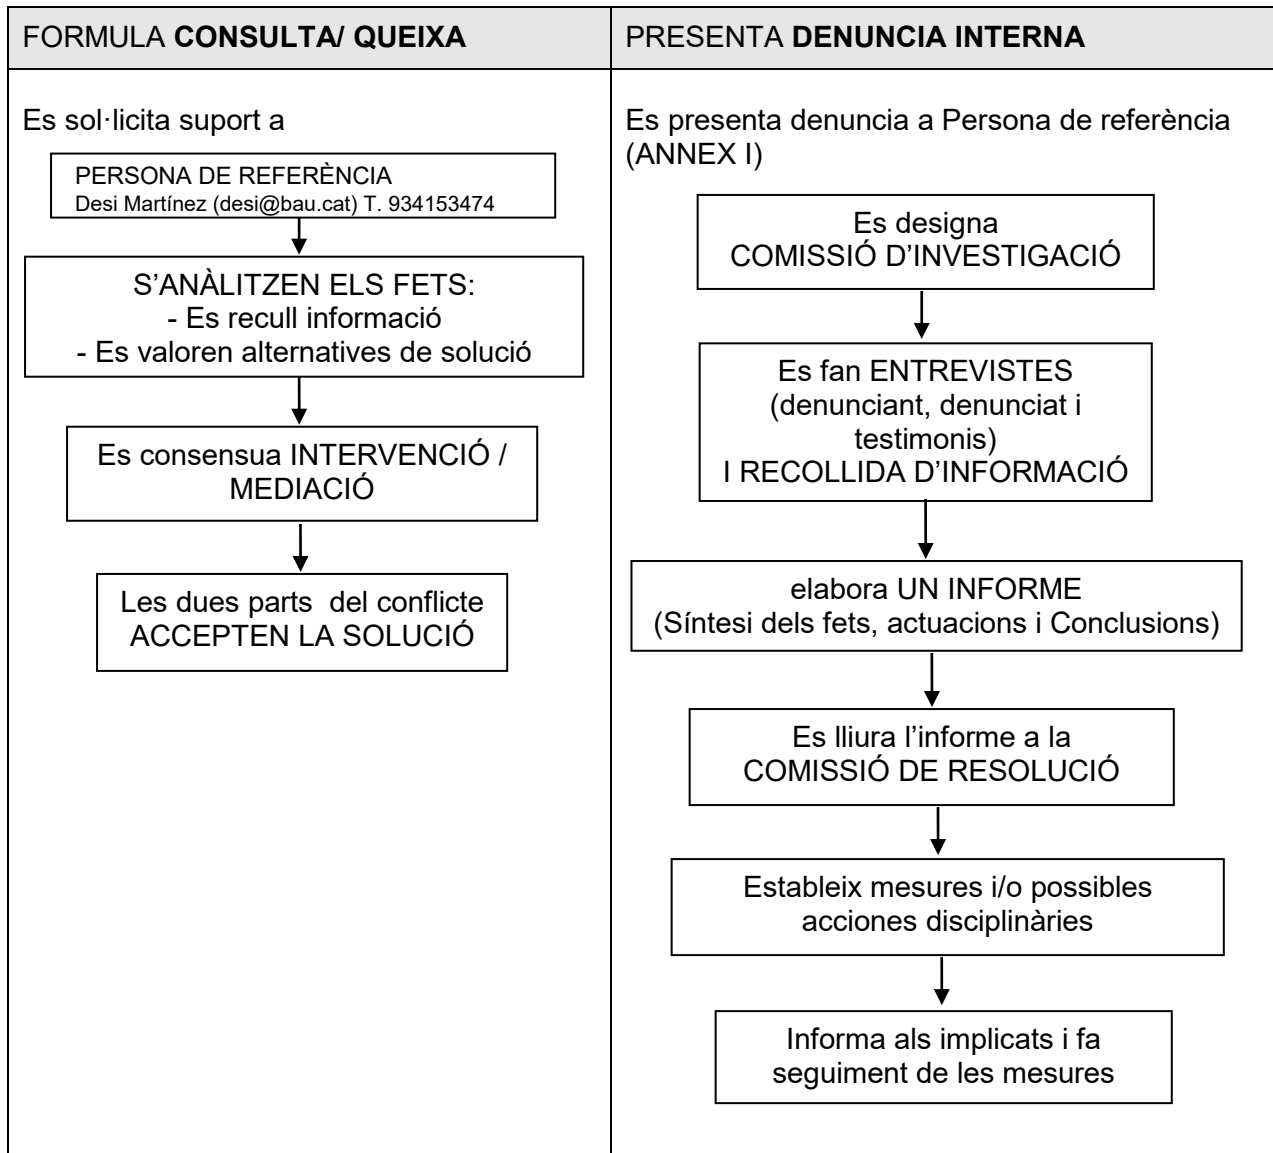 FORMULA CONSULTA/ QUEIXA
Es sol·licita suport a
PERSONA DE REFERÈNCIA
Desi Martínez (desi@bau.cat) T. 934153474
S’ANÀLITZEN ELS FETS:
- Es recull informació
- Es valoren alternatives de solució
Es consensua INTERVENCIÓ /
MEDIACIÓ
Les dues parts del conflicte
ACCEPTEN LA SOLUCIÓ
PRESENTA DENUNCIA INTERNA
Es presenta denuncia a Persona de referència
(ANNEX I)
Es designa
COMISSIÓ D’INVESTIGACIÓ
Es fan ENTREVISTES
(denunciant, denunciat i
testimonis)
I RECOLLIDA D’INFORMACIÓ
elabora UN INFORME
(Síntesi dels fets, actuacions i Conclusions)
Es lliura l’informe a la
COMISSIÓ DE RESOLUCIÓ
Estableix mesures i/o possibles
acciones disciplinàries
Informa als implicats i fa
seguiment de les mesures